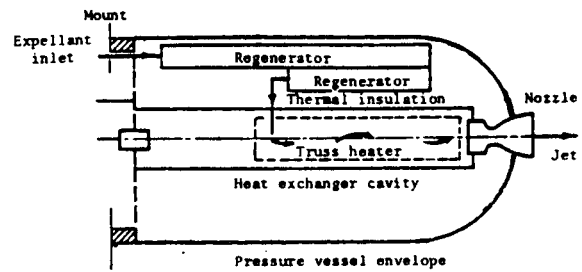 Mount
Expellant
inlet
Regenerator
Regenerator
Thermal insulation
Nozzle
Truss heater
Jet
Heat exchanger cavity
Pressure vessel envelope